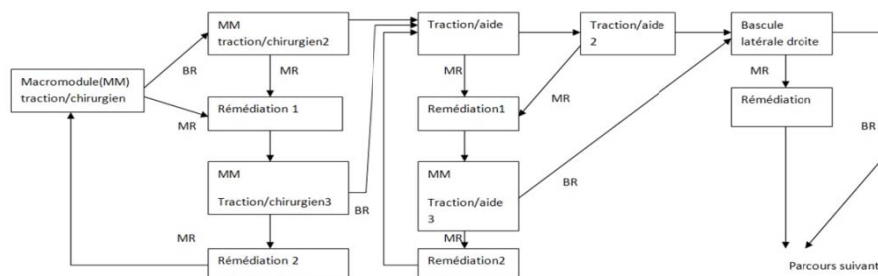 MM
traction/chirurgien2
Traction/aide
Traction/aide
2
Bascule
latérale droite
BR
MR
MR
MR
MR
Macromodule(MM)
traction/chirurgien
MR
Rémédiation 1
Remédiation1
Rémédiation
BR
MM
Traction/chirurgien3
BR
MM
Traction/aide
3
BR
MR
MR
Rémédiation 2
Remédiation2
Parcours suivant